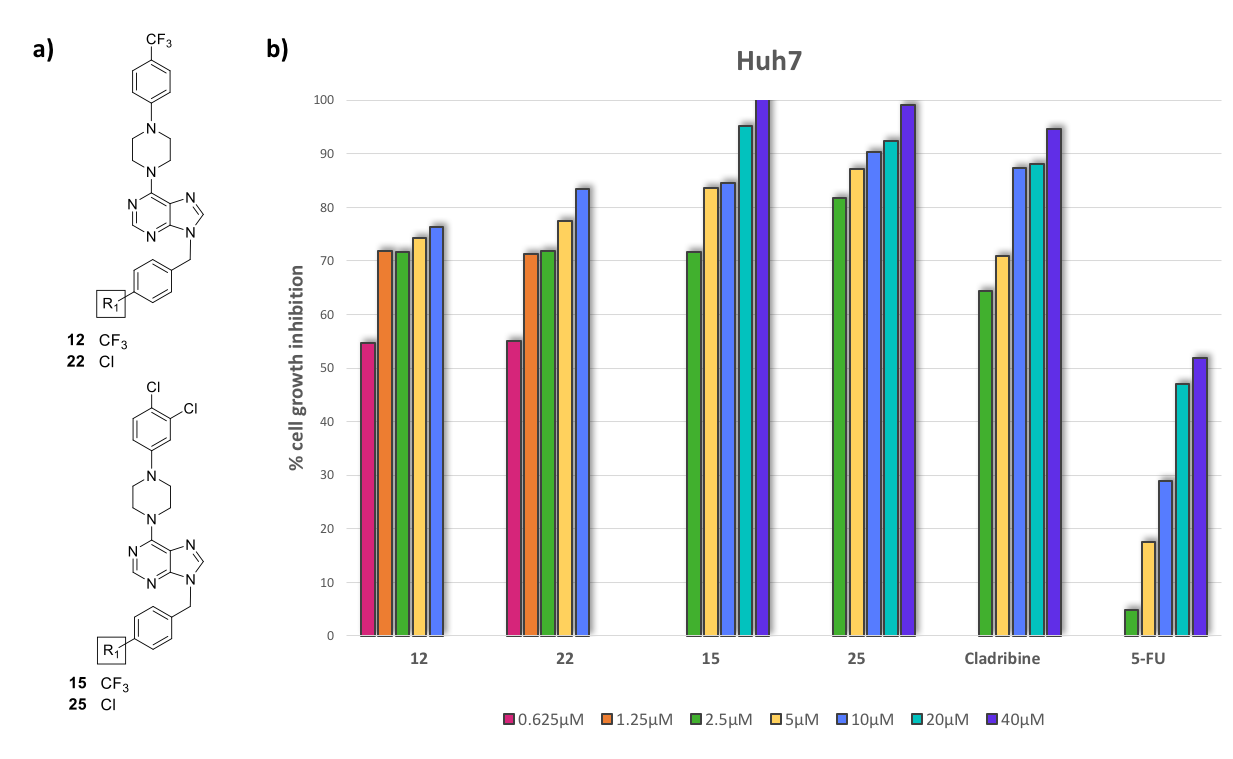 a)
CF₃
N
N
N
N
N
N
R₁
12 CF₃
22 Cl
Cl
Cl
N
N
N
N
N
N
R₁
15 CF₃
25 Cl
b)
Huh7
% cell growth inhibition
100
90
80
70
60
50
40
30
20
10
0
12 22 15 25 Cladribine 5-FU
0.625µM 1.25µM 2.5µM 5µM 10µM 20µM 40µM